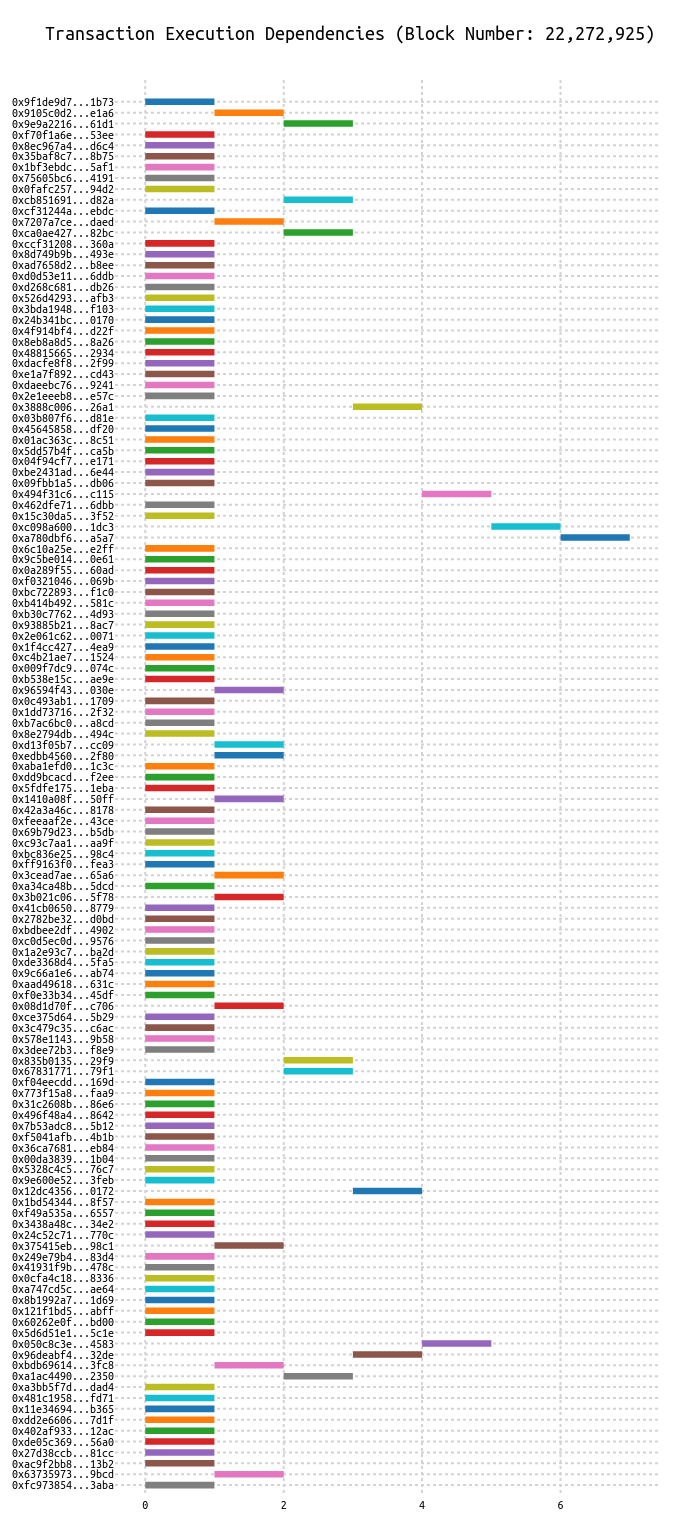 Transaction Execution Dependencies (Block Number: 22,272,925)
0x9f1de9d7...1b73
0x9105c0d2...e1a6
0x9e9a2216...61d1
0xf70f1a6e...53ee
0x8ec967a4...d6c4
0x35baf8c7...8b75
0x1bf3ebdc...5af1
0x75605bc6...4191
0x0fafc257...94d2
0xcb851691...d82a
0xcf31244a...ebdc
0x7207a7ce...daed
0xca0ae427...82bc
0xccf31208...360a
0x8d749b9b...493e
0xad7658d2...b8ee
0xd0d53e11...6ddb
0xd268c681...db26
0x526d4293...afb3
0x3bda1948...f103
0x24b341bc...0170
0x4f914bf4...d22f
0x8eb8a8d5...8a26
0x48815665...2934
0xdacfe8f8...2f99
0xe1a7f892...cd43
0xdaeebc76...9241
0x2e1eeeb8...e57c
0x3888c006...26a1
0x03b807f6...d81e
0x45645858...df20
0x01ac363c...8c51
0x5dd57b4f...ca5b
0x04f94cf7...e171
0xbe2431ad...6e44
0x09fbb1a5...db06
0x494f31c6...c115
0x462dfe71...6dbb
0x15c30da5...3f52
0xc098a600...1dc3
0xa780dbf6...a5a7
0x6c10a25e...e2ff
0x9c5be014...0e61
0x0a289f55...60ad
0xf0321046...069b
0xbc722893...f1c0
0xb414b492...581c
0xb30c7762...4d93
0x93885b21...8ac7
0x2e061c62...0071
0x1f4cc427...4ea9
0xc4b21ae7...1524
0x009f7dc9...074c
0xb538e15c...ae9e
0x96594f43...030e
0x0c493ab1...1709
0x1dd73716...2f32
0xb7ac6bc0...a8cd
0x8e2794db...494c
0xd13f05b7...cc09
0xedbb4560...2f80
0xaba1efd0...1c3c
0xdd9bcacd...f2ee
0x5fdfe175...1eba
0x1410a08f...50ff
0x42a3a46c...8178
0xfeeaaf2e...43ce
0x69b79d23...b5db
0xc93c7aa1...aa9f
0xbc836e25...98c4
0xff9163f0...fea3
0x3cead7ae...65a6
0xa34ca48b...5dcd
0x3b021c06...5f78
0x41cb0650...8779
0x2782be32...d0bd
0xbdbee2df...4902
0xc0d5ec0d...9576
0x1a2e93c7...ba2d
0xde3368d4...5fa5
0x9c66a1e6...ab74
0xaad49618...631c
0xf0e33b34...45df
0x08d1d70f...c706
0xce375d64...5b29
0x3c479c35...c6ac
0x578e1143...9b58
0x3dee72b3...f8e9
0x835b0135...29f9
0x67831771...79f1
0xf04eecdd...169d
0x773f15a8...faa9
0x31c2608b...86e6
0x496f48a4...8642
0x7b53adc8...5b12
0xf5041afb...4b1b
0x36ca7681...eb84
0x00da3839...1b04
0x5328c4c5...76c7
0x9e600e52...3feb
0x12dc4356...0172
0x1bd54344...8f57
0xf49a535a...6557
0x3438a48c...34e2
0x24c52c71...770c
0x375415eb...98c1
0x249e79b4...83d4
0x41931f9b...478c
0x0cfa4c18...8336
0xa747cd5c...ae64
0x8b1992a7...1d69
0x121f1bd5...abff
0x60262e0f...bd00
0x5d6d51e1...5c1e
0x050c8c3e...4583
0x96deabf4...32de
0xbdb69614...3fc8
0xa1ac4490...2350
0xa3bb5f7d...dad4
0x481c1958...fd71
0x11e34694...b365
0xdd2e6606...7d1f
0x402af933...12ac
0xde05c369...56a0
0x27d38ccb...81cc
0xac9f2bb8...13b2
0x63735973...9bcd
0xfc973854...3aba
0 2 4 6